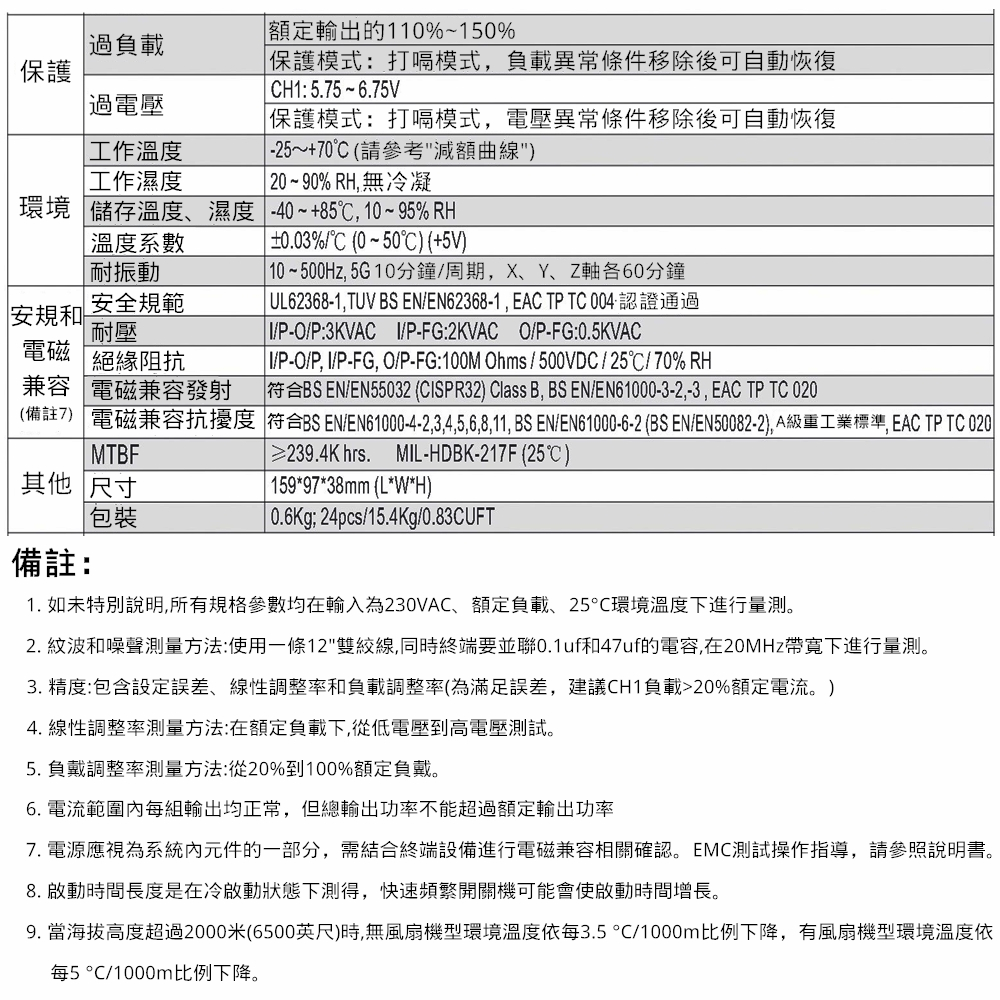 保護
過負載
額定輸出的110%~150%
保護模式：打嗝模式，負載異常條件移除後可自動恢復
過電壓
CH1: 5.75 ~ 6.75V
保護模式：打嗝模式，電壓異常條件移除後可自動恢復
環境
工作溫度
-25～+70℃ (請參考"減額曲線")
工作濕度
20 ~ 90% RH,無冷凝
儲存溫度、濕度
-40 ~ +85℃, 10 ~ 95% RH
溫度系數
±0.03%/℃ (0 ~ 50℃) (+5V)
耐振動
10 ~ 500Hz, 5G 10分鐘/周期，X、Y、Z軸各60分鐘
安規和
電磁
兼容
(備註7)
安全規範
UL62368-1,TUV BS EN/EN62368-1 , EAC TP TC 004 認證通過
耐壓
I/P-O/P:3KVAC I/P-FG:2KVAC O/P-FG:0.5KVAC
絕緣阻抗
I/P-O/P, I/P-FG, O/P-FG:100M Ohms / 500VDC / 25℃/ 70% RH
電磁兼容發射
符合BS EN/EN55032 (CISPR32) Class B, BS EN/EN61000-3-2,-3 , EAC TP TC 020
電磁兼容抗擾度
符合BS EN/EN61000-4-2,3,4,5,6,8,11, BS EN/EN61000-6-2 (BS EN/EN50082-2), A級重工業標準, EAC TP TC 020
其他
MTBF
≥239.4K hrs. MIL-HDBK-217F (25℃)
尺寸
159*97*38mm (L*W*H)
包裝
0.6Kg; 24pcs/15.4Kg/0.83CUFT
備註:
1. 如未特別說明,所有規格參數均在輸入為230VAC、額定負載、25°C環境溫度下進行量測。
2. 紋波和噪聲測量方法:使用一條12"雙絞線,同時終端要並聯0.1uf和47uf的電容,在20MHz帶寬下進行量測。
3. 精度:包含設定誤差、線性調整率和負載調整率(為滿足誤差，建議CH1負載>20%額定電流。)
4. 線性調整率測量方法:在額定負載下,從低電壓到高電壓測試。
5. 負戴調整率測量方法:從20%到100%額定負戴。
6. 電流範圍內每組輸出均正常，但總輸出功率不能超過額定輸出功率
7. 電源應視為系統內元件的一部分，需結合終端設備進行電磁兼容相關確認。EMC測試操作指導，請參照說明書。
8. 啟動時間長度是在冷啟動狀態下測得，快速頻繁開關機可能會使啟動時間增長。
9. 當海拔高度超過2000米(6500英尺)時,無風扇機型環境溫度依每3.5 °C/1000m比例下降，有風扇機型環境溫度依
每5 °C/1000m比例下降。